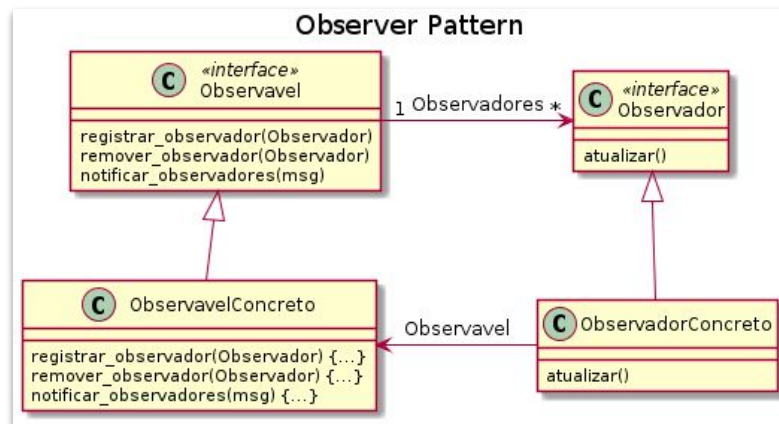 Observer Pattern
C «interface»
Observavel
registrar_observador(Observador)
remover_observador(Observador)
notificar_observadores(msg)
1 Observadores *
C «interface»
Observador
atualizar()
C ObservavelConcreto
registrar_observador(Observador) {...}
remover_observador(Observador) {...}
notificar_observadores(msg) {...}
Observavel
C ObservadorConcreto
atualizar()